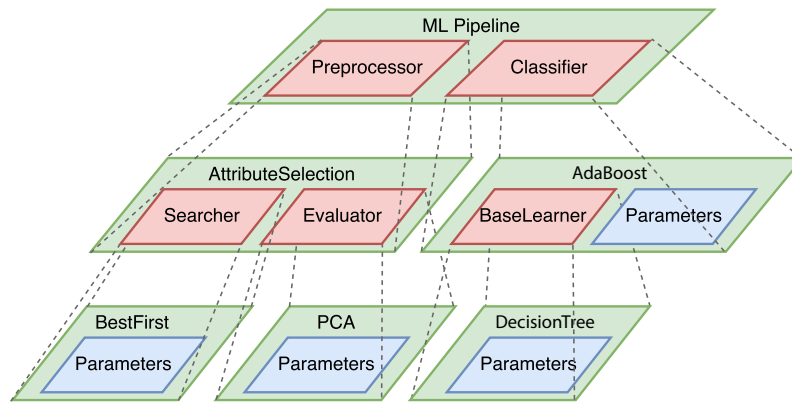 ML Pipeline
Preprocessor
Classifier
AttributeSelection
AdaBoost
Searcher
Evaluator
BaseLearner
Parameters
BestFirst
PCA
DecisionTree
Parameters
Parameters
Parameters